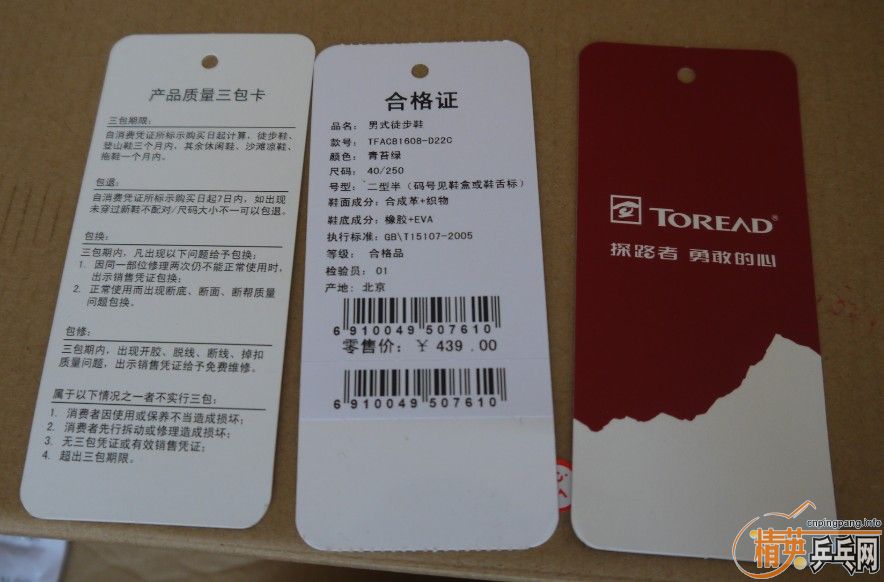 产品质量三包卡
三包期限:
自消费凭证所标示购买日起计算, 徒步鞋、
登山鞋三个月内, 其余休闲鞋、沙滩凉鞋、
拖鞋一个月内。
包退:
自消费凭证所标示购买日起7日内, 如出现
未穿过新鞋不配对/尺码大小不一可以包退。
包换:
三包期内, 凡出现以下问题给予包换:
1. 因同一部位修理两次仍不能正常使用时,
出示销售凭证包换;
2. 正常使用而出现断底、断面、断帮质量
问题包换。
包修:
三包期内, 出现开胶、脱线、断线、掉扣
质量问题, 出示销售凭证给予免费维修。
属于以下情况之一者不实行三包:
1. 消费者因使用或保养不当造成损坏;
2. 消费者先行拆动或修理造成损坏;
3. 无三包凭证或有效销售凭证;
4. 超出三包期限。
合格证
品名: 男式徒步鞋
款号: TFAC81608-D22C
颜色: 青苔绿
尺码: 40/250
号型: 二型半 (码号见鞋盒或鞋舌标)
鞋面成分: 合成革+织物
鞋底成分: 橡胶+EVA
执行标准: GB\T15107-2005
等级: 合格品
检验员: 01
产地: 北京
6910049507610
零售价: ¥ 439.00
6910049507610
TOREAD®
探路者 勇敢的心
cnpingpang.info
精英乒乓网